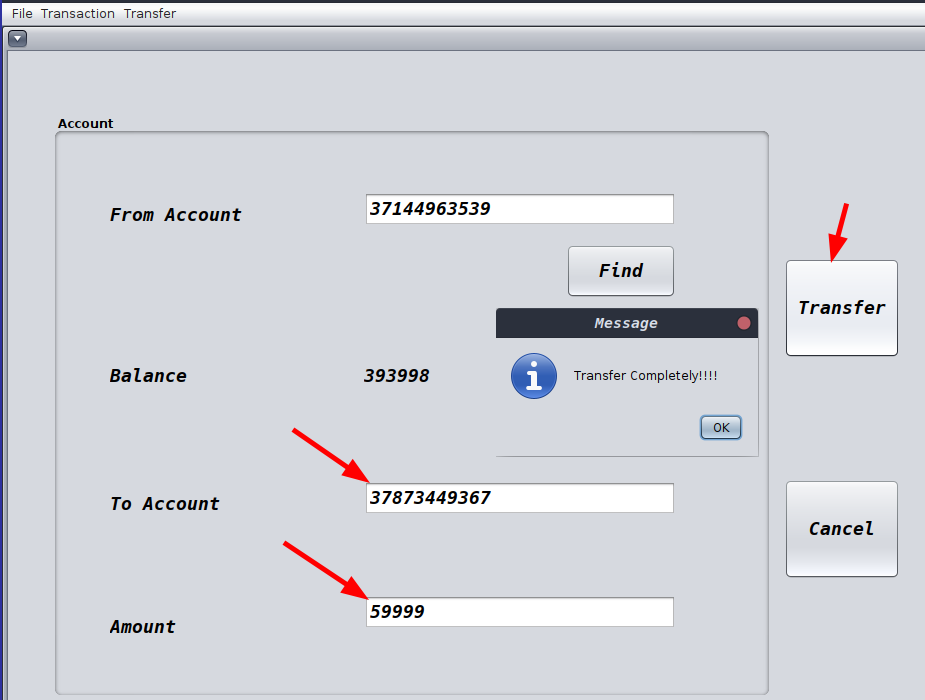 File Transaction Transfer
Account
From Account 37144963539
Find
Transfer
Message
Balance 393998
Transfer Completely!!!!
OK
To Account 37873449367
Cancel
Amount 59999